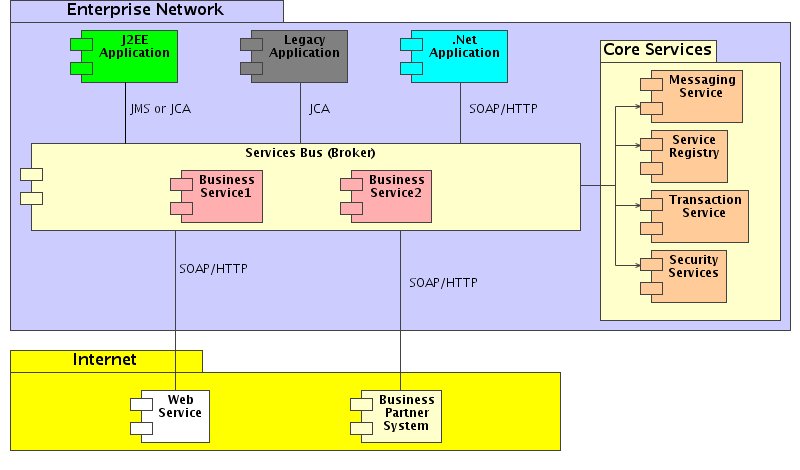 Enterprise Network
J2EE
Application
Legacy
Application
.Net
Application
Core Services
Messaging
Service
JMS or JCA
JCA
SOAP/HTTP
Service
Registry
Services Bus (Broker)
Business
Service1
Business
Service2
Transaction
Service
Security
Services
SOAP/HTTP
SOAP/HTTP
Internet
Web
Service
Business
Partner
System